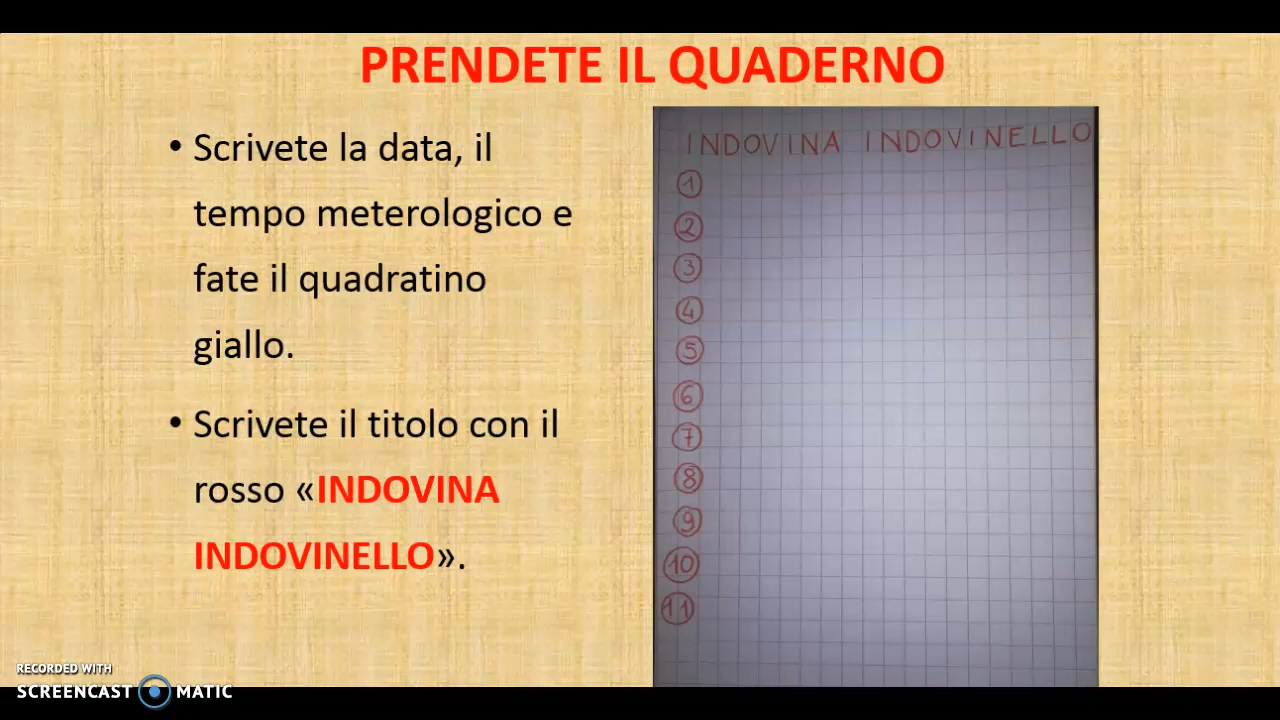 PRENDETE IL QUADERNO
• Scrivete la data, il
tempo meterologico e
fate il quadratino
giallo.
• Scrivete il titolo con il
rosso «INDOVINA
INDOVINELLO».
INDOVINA INDOVINELLO
1
2
3
4
5
6
7
8
9
10
11
RECORDED WITH
SCREENCAST MATIC